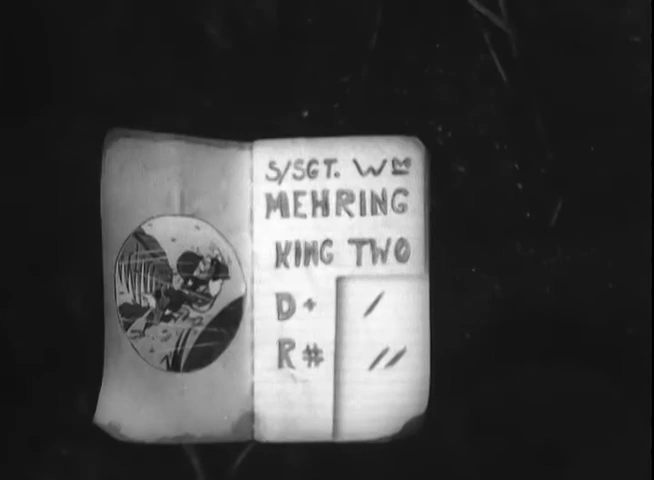 S/SGT. WM
MEHRING
KING TWO
D+ /
R# //